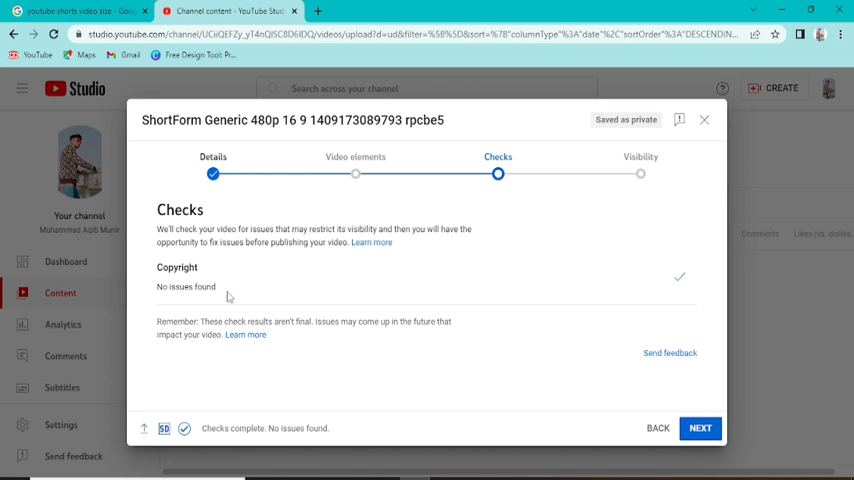 youtube shorts video size - Google
Channel content - YouTube Studi
studio.youtube.com/channel/UCiiQEFZy_yT4nQlSC8D6IDQ/videos/upload?d=ud&filter=%5B%5D&sort=%7B"columnType"%3A"date"%2C"sortOrder"%3A"DESCENDIN...
YouTube
Maps
Gmail
Free Design Tool: Pr...
Studio
Search across your channel
CREATE
ShortForm Generic 480p 16 9 1409173089793 rpcbe5
Saved as private
Details
Video elements
Checks
Visibility
Your channel
Muhammad Aqib Munir
Dashboard
Content
Analytics
Comments
Subtitles
Settings
Send feedback
Checks
We'll check your video for issues that may restrict its visibility and then you will have the
opportunity to fix issues before publishing your video. Learn more
Comments
Likes (vs. dislike...
Copyright
No issues found
Remember: These check results aren't final. Issues may come up in the future that
impact your video. Learn more
Send feedback
SD
Checks complete. No issues found.
BACK
NEXT